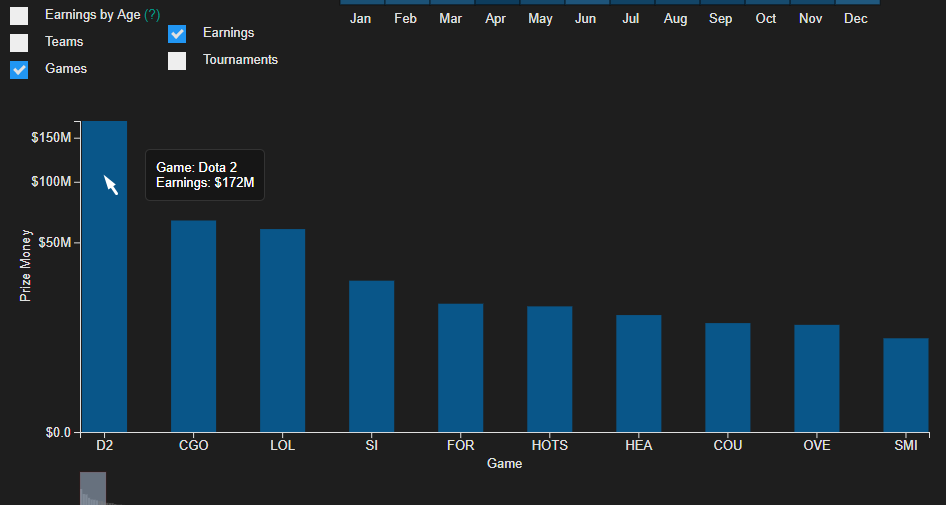 Earnings by Age (?)
Teams
Games
Earnings
Tournaments
Jan Feb Mar Apr May Jun Jul Aug Sep Oct Nov Dec
$150M
$100M
$50M
$0.0
Prize Money
Game: Dota 2
Earnings: $172M
D2 CGO LOL SI FOR HOTS HEA COU OVE SMI
Game